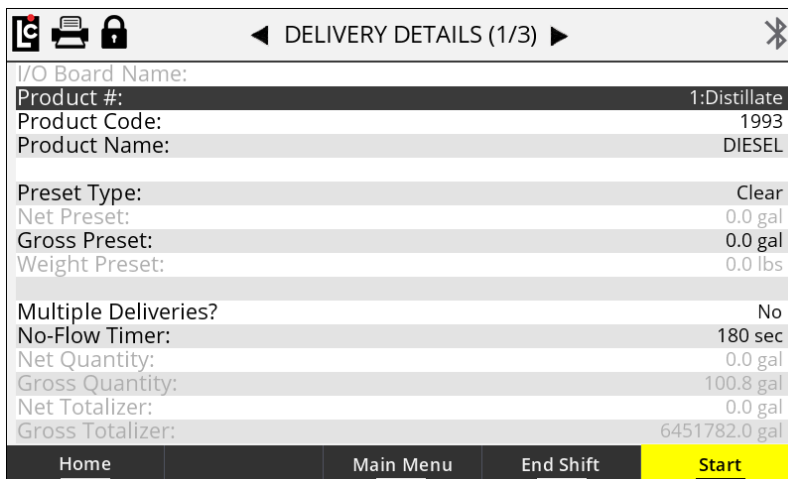 LC
DELIVERY DETAILS (1/3)
I/O Board Name:
Product #: 1:Distillate
Product Code: 1993
Product Name: DIESEL
Preset Type: Clear
Net Preset: 0.0 gal
Gross Preset: 0.0 gal
Weight Preset: 0.0 lbs
Multiple Deliveries? No
No-Flow Timer: 180 sec
Net Quantity: 0.0 gal
Gross Quantity: 100.8 gal
Net Totalizer: 0.0 gal
Gross Totalizer: 6451782.0 gal
Home Main Menu End Shift Start